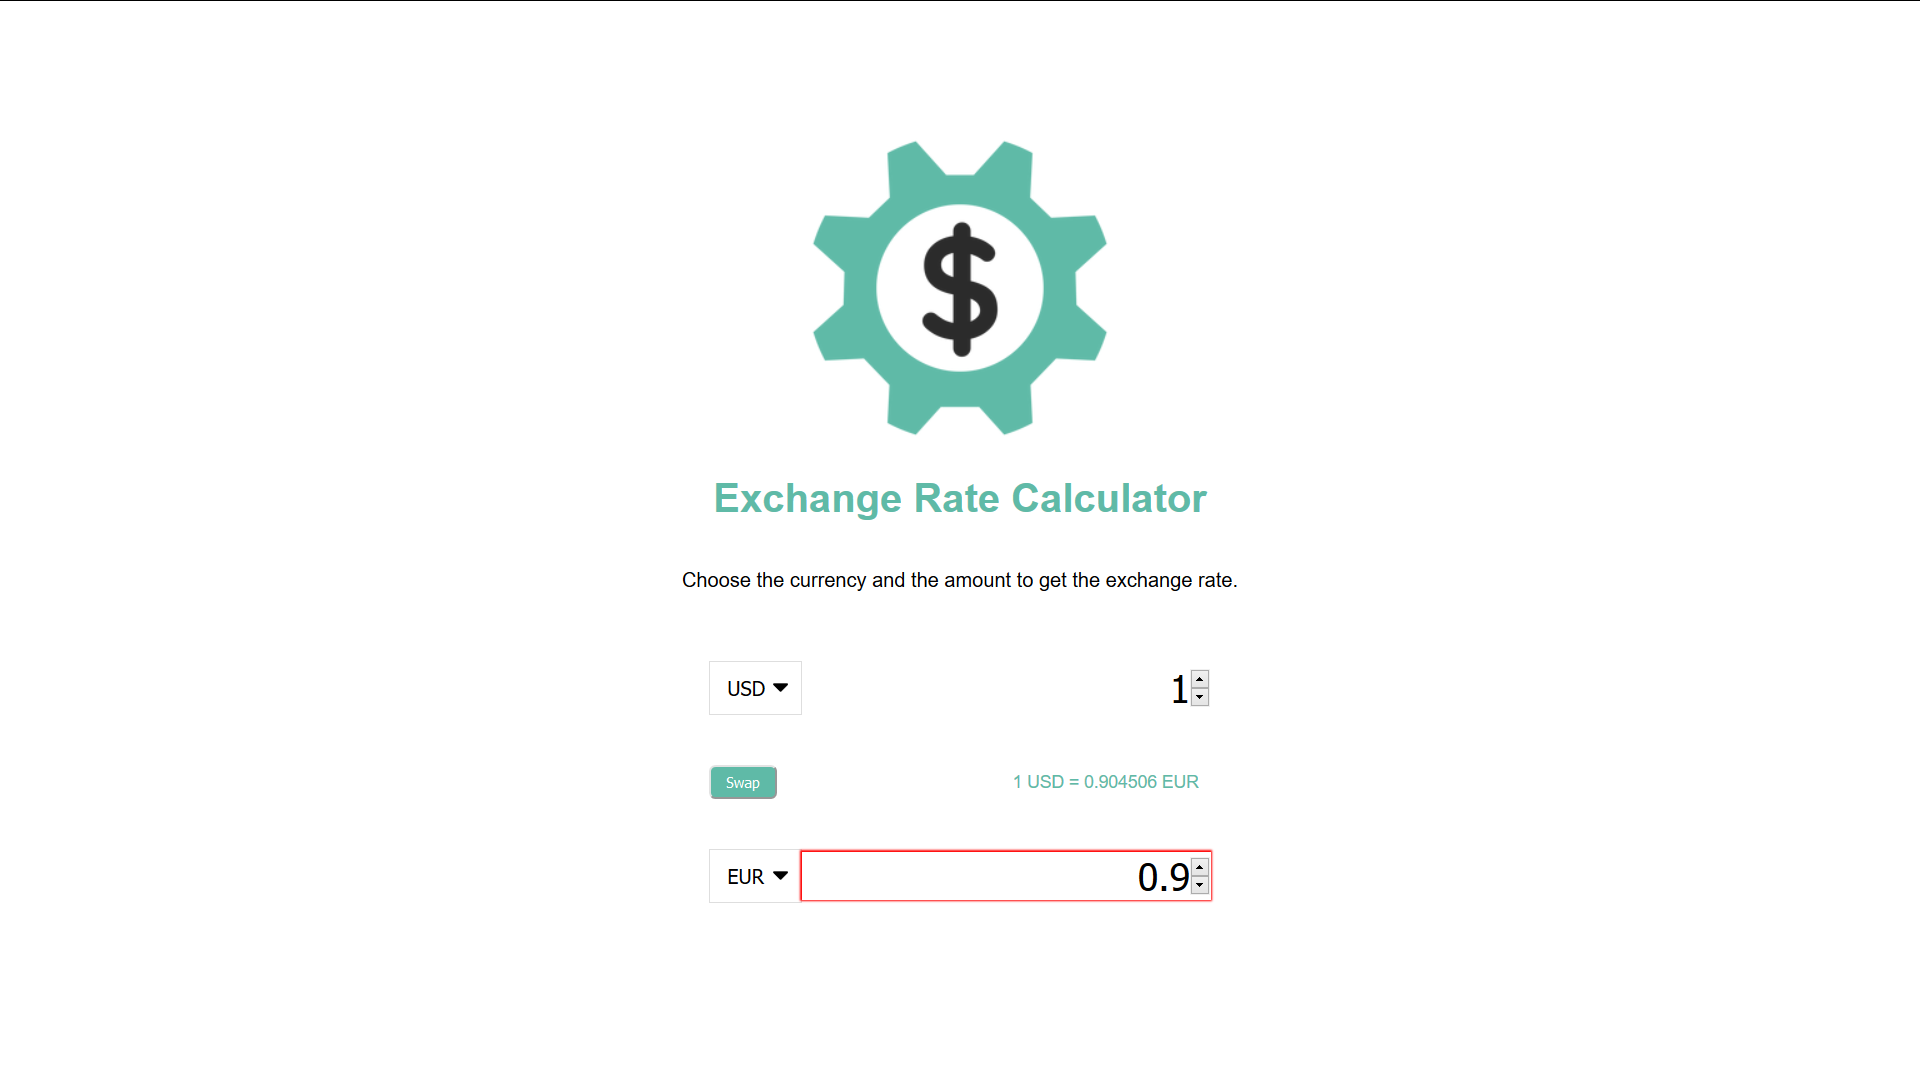 $
Exchange Rate Calculator
Choose the currency and the amount to get the exchange rate.
USD 1
Swap 1 USD = 0.904506 EUR
EUR 0.9